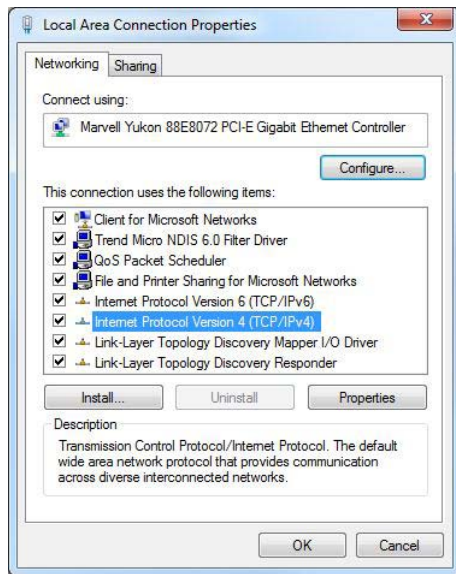 Local Area Connection Properties
Networking
Sharing
Connect using:
Marvell Yukon 88E8072 PCI-E Gigabit Ethernet Controller
Configure...
This connection uses the following items:
Client for Microsoft Networks
Trend Micro NDIS 6.0 Filter Driver
QoS Packet Scheduler
File and Printer Sharing for Microsoft Networks
Internet Protocol Version 6 (TCP/IPv6)
Internet Protocol Version 4 (TCP/IPv4)
Link-Layer Topology Discovery Mapper I/O Driver
Link-Layer Topology Discovery Responder
Install...
Uninstall
Properties
Description
Transmission Control Protocol/Internet Protocol. The default
wide area network protocol that provides communication
across diverse interconnected networks.
OK
Cancel